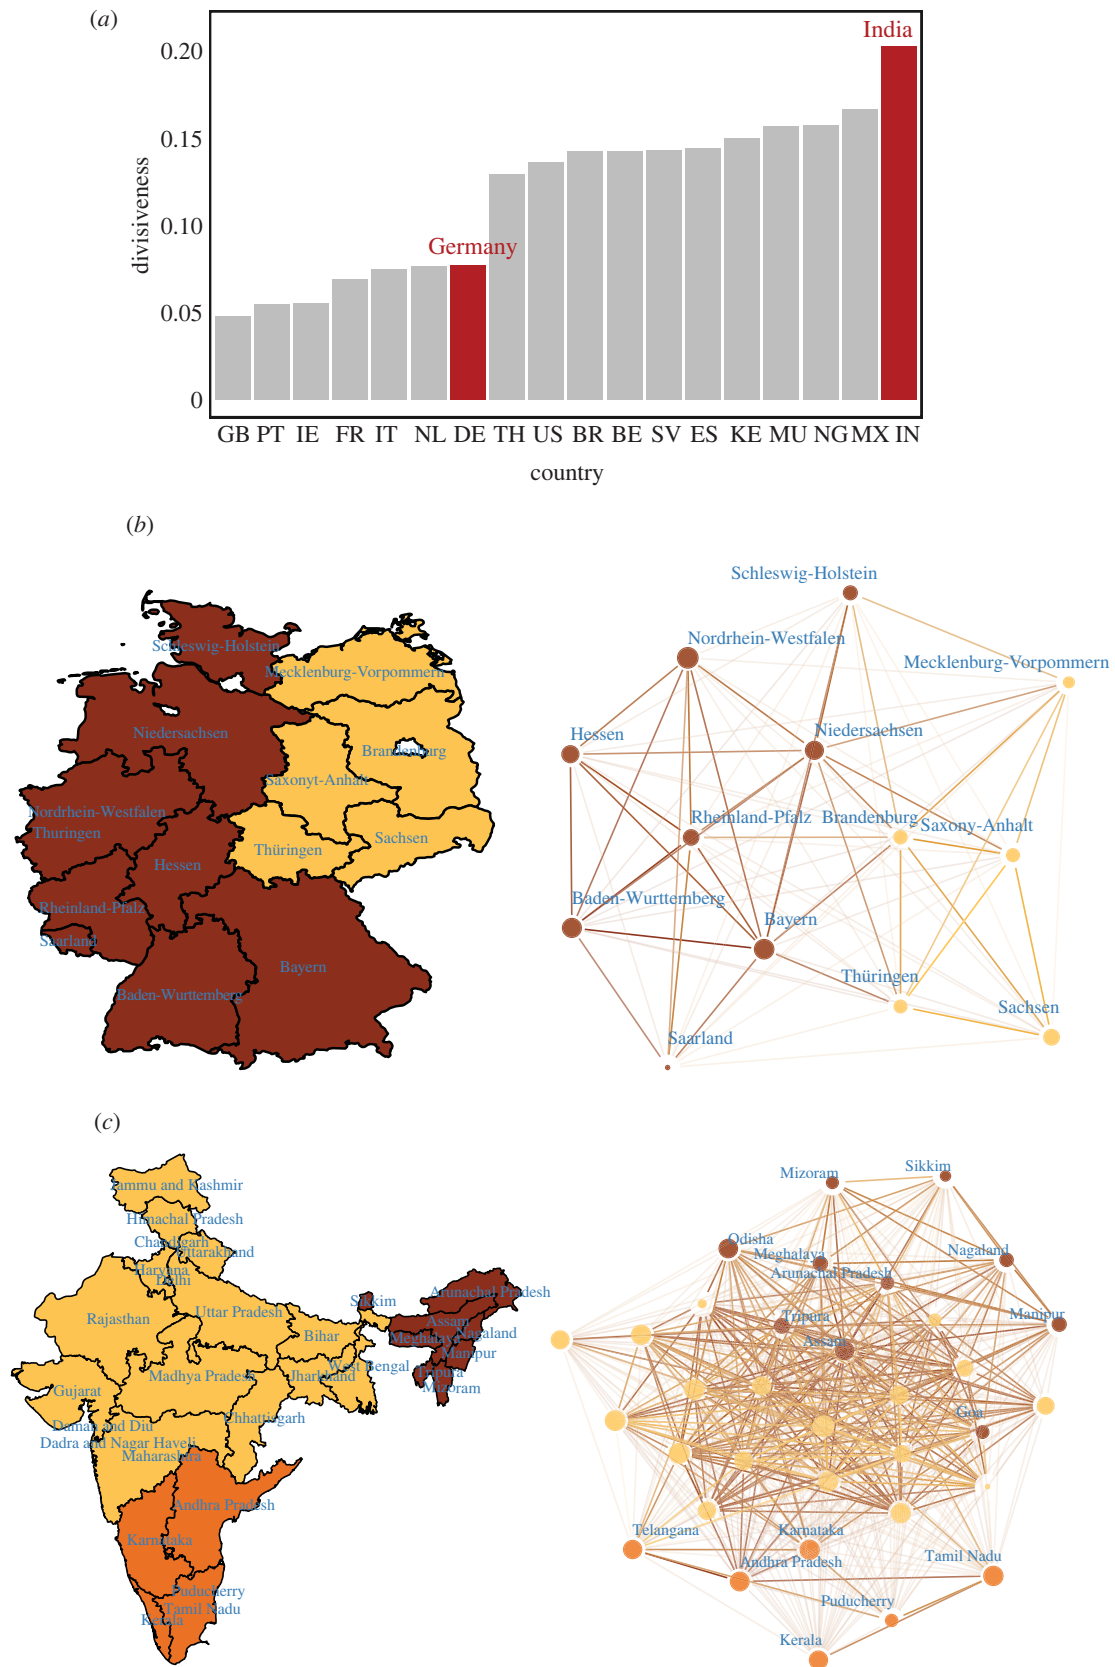 (a)
India
0.20
0.15
0.10
0.05
0
divisiveness
Germany
GB PT IE FR IT NL DE TH US BR BE SV ES KE MU NG MX IN
country
(b)
Schleswig-Holstein
Mecklenburg-Vorpommern
Niedersachsen
Brandenburg
Saxonyt-Anhalt
Nordrhein-Westfalen
Thuringen
Sachsen
Thüringen
Hessen
Rheinland-Pfalz
Saarland
Bayern
Baden-Wurttemberg
Schleswig-Holstein
Nordrhein-Westfalen
Mecklenburg-Vorpommern
Hessen
Niedersachsen
Rheinland-Pfalz
Brandenburg
Saxony-Anhalt
Baden-Wurttemberg
Bayern
Thüringen
Sachsen
Saarland
(c)
Jammu and Kashmir
Himachal Pradesh
Chandigarh
Uttarakhand
Haryana
Delhi
Rajasthan
Uttar Pradesh
Sikkim
Arunachal Pradesh
Assam
Bihar
Meghalaya
Nagaland
Manipur
West Bengal
Tripura
Mizoram
Jharkhand
Madhya Pradesh
Gujarat
Chhattisgarh
Daman and Diu
Dadra and Nagar Haveli
Maharashtra
Andhra Pradesh
Karnataka
Puducherry
Tamil Nadu
Kerala
Mizoram
Sikkim
Odisha
Meghalaya
Nagaland
Arunachal Pradesh
Tripura
Manipur
Assam
Goa
Telangana
Karnataka
Andhra Pradesh
Tamil Nadu
Puducherry
Kerala